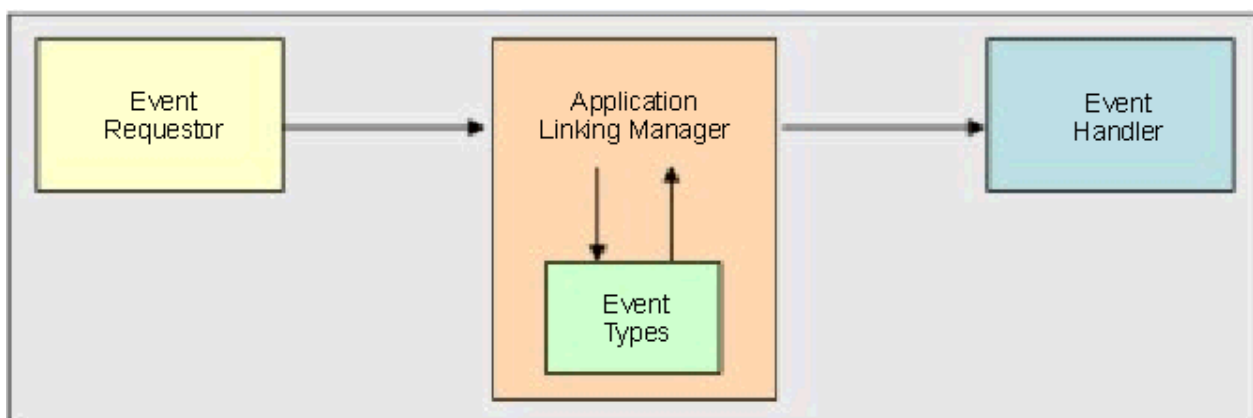 Event
Requestor
Application
Linking Manager
Event
Handler
Event
Types